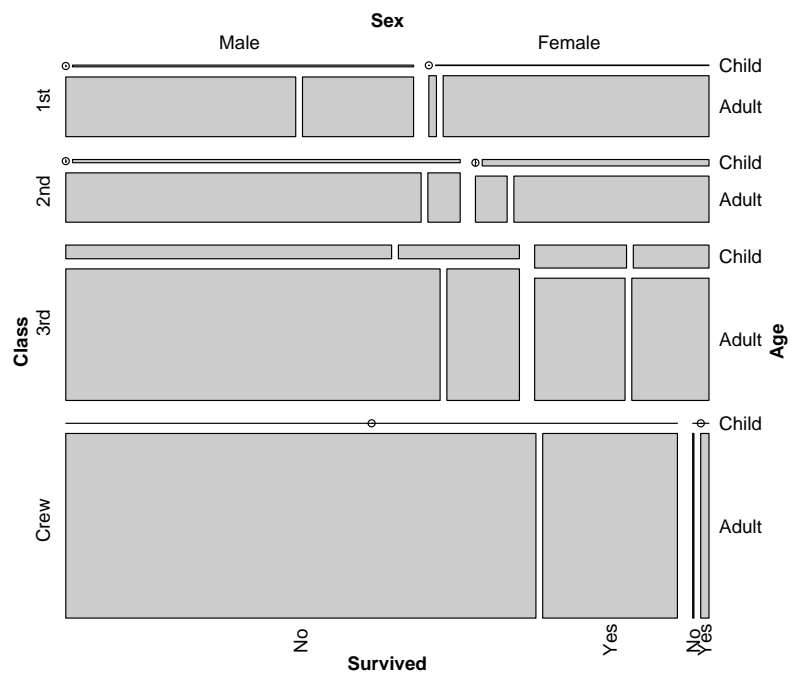 Sex
Male Female
Child
1st
Adult
Child
2nd
Adult
Child
3rd
Adult
Class
Age
Child
Crew
Adult
No Yes No Yes
Survived